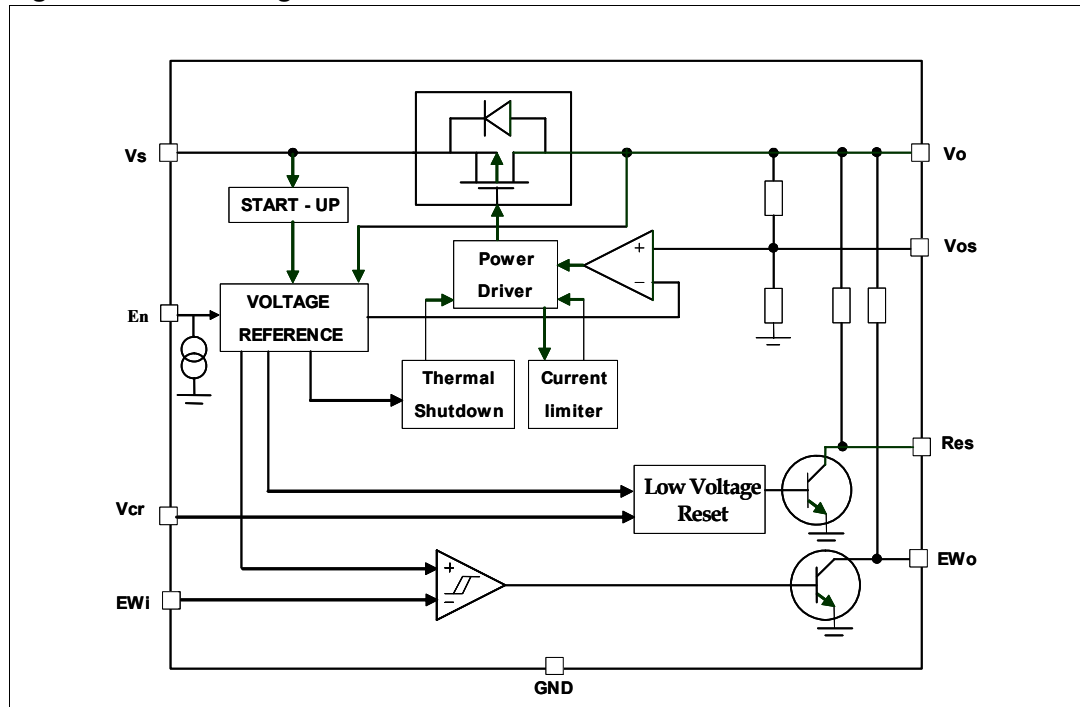 Vs
Vo
START - UP
Power
Driver
+
−
Vos
En
VOLTAGE
REFERENCE
Thermal
Shutdown
Current
limiter
Res
Low Voltage
Reset
Vcr
+
−
EWo
EWi
GND